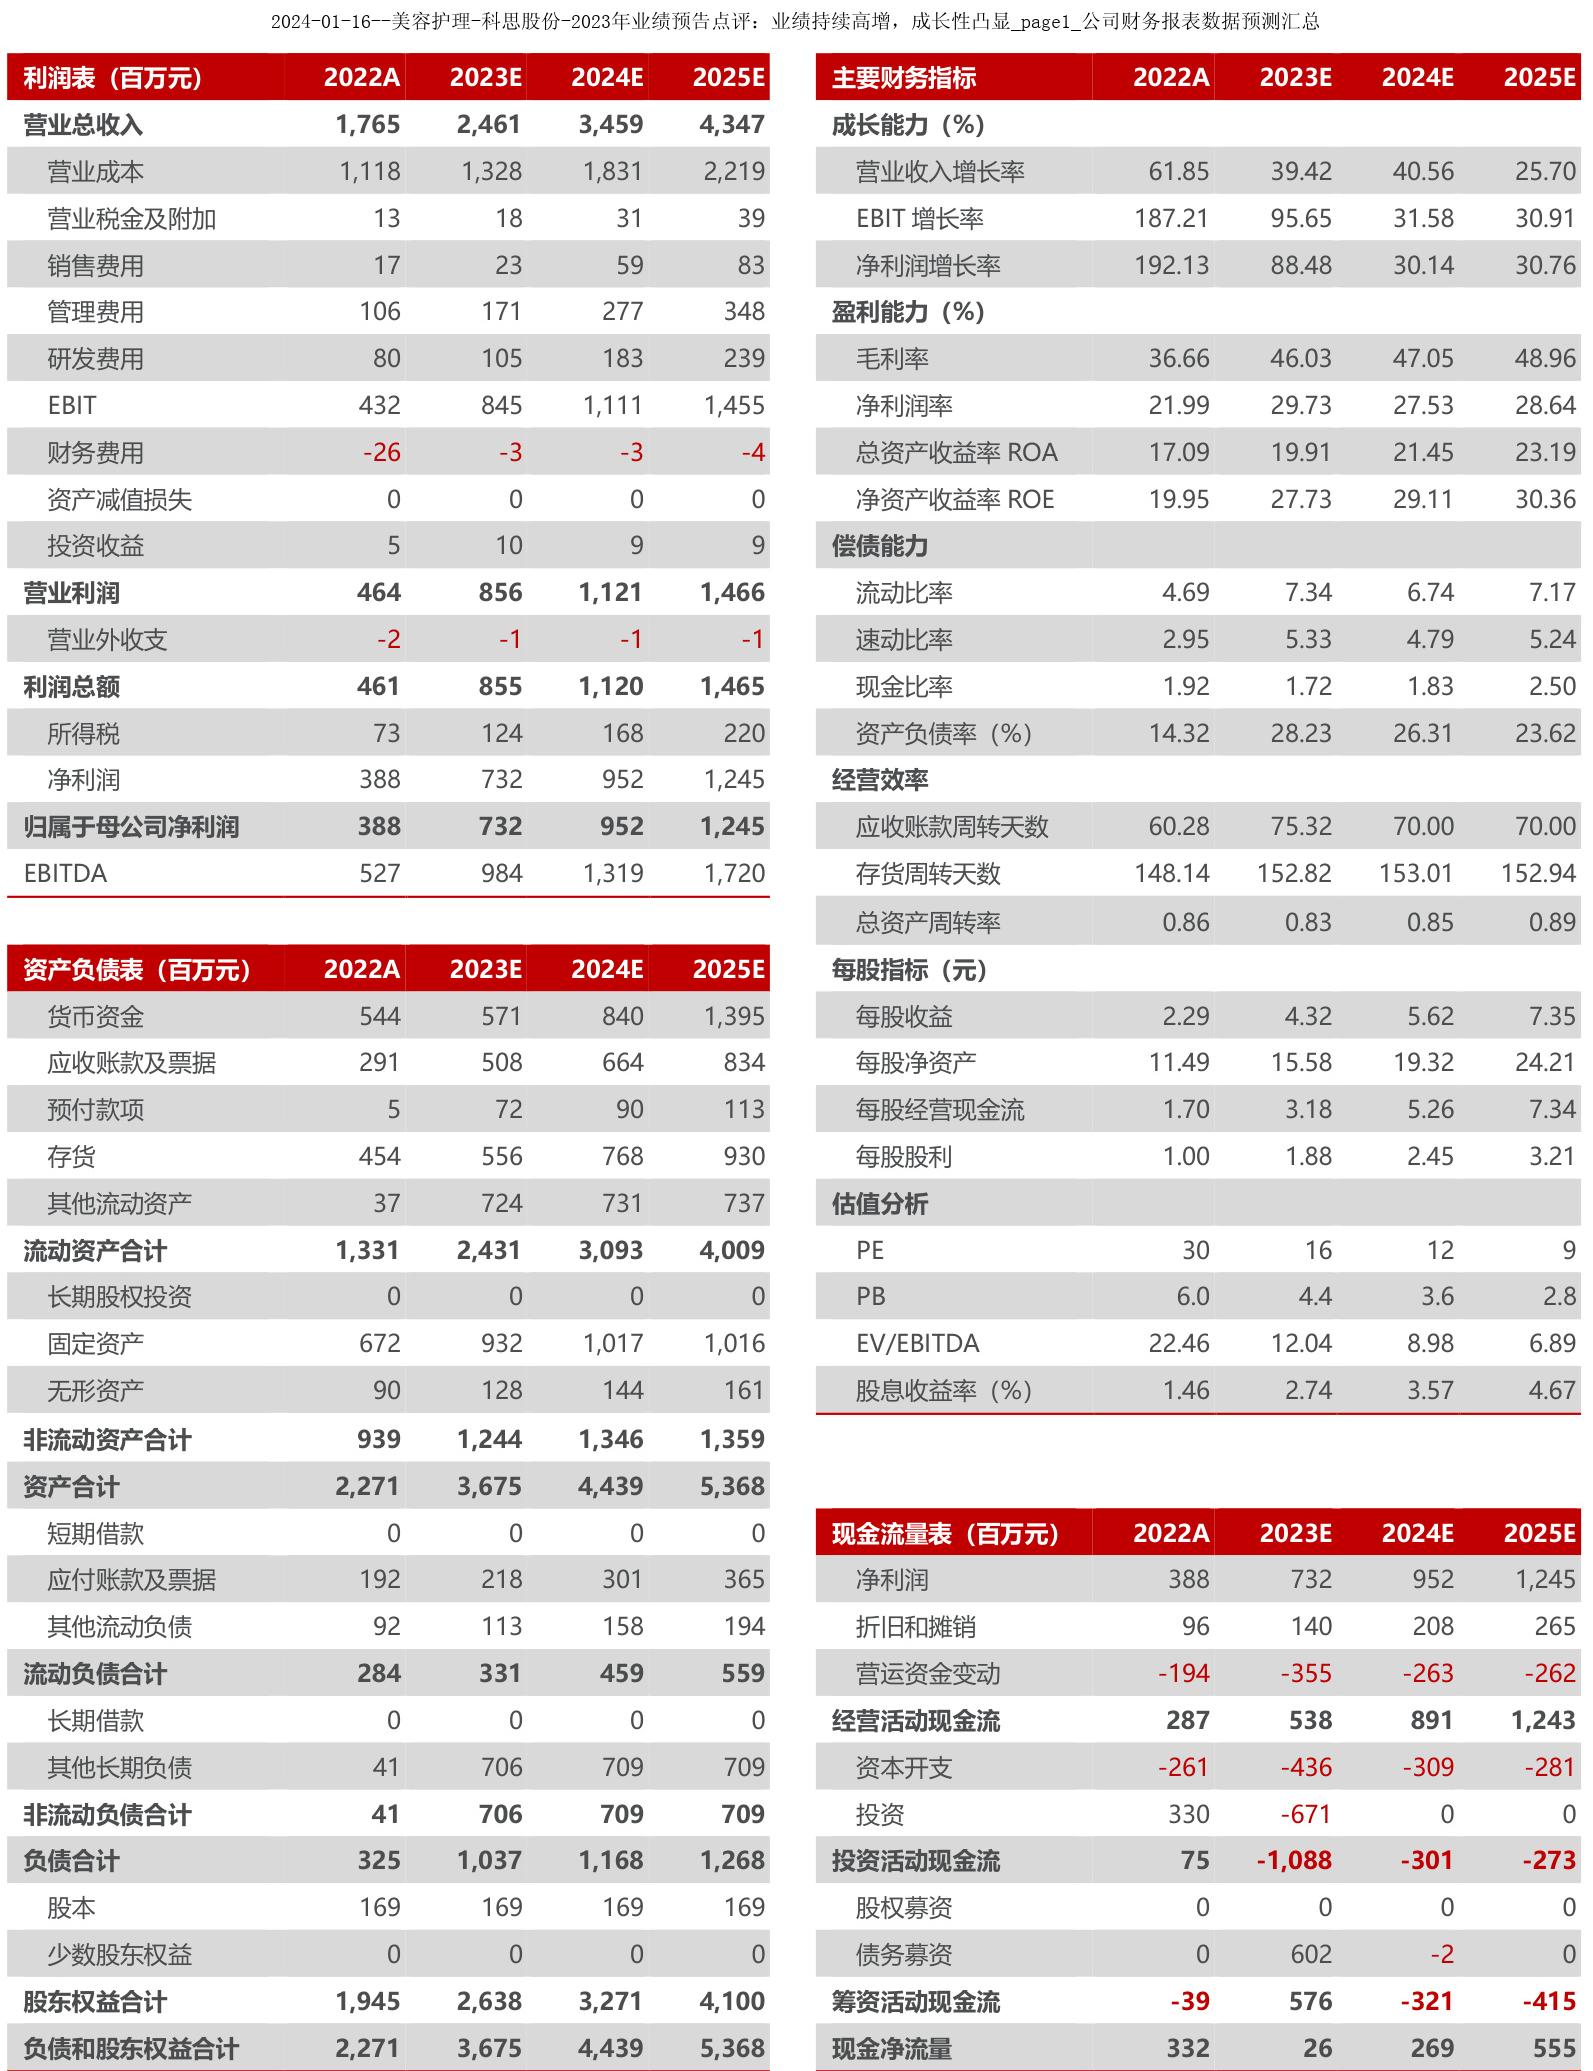 2024-01-16--美容护理-科思股份-2023年业绩预告点评：业绩持续高增，成长性凸显_page1_公司财务报表数据预测汇总
利润表（百万元） 2022A 2023E 2024E 2025E
营业总收入 1,765 2,461 3,459 4,347
营业成本 1,118 1,328 1,831 2,219
营业税金及附加 13 18 31 39
销售费用 17 23 59 83
管理费用 106 171 277 348
研发费用 80 105 183 239
EBIT 432 845 1,111 1,455
财务费用 -26 -3 -3 -4
资产减值损失 0 0 0 0
投资收益 5 10 9 9
营业利润 464 856 1,121 1,466
营业外收支 -2 -1 -1 -1
利润总额 461 855 1,120 1,465
所得税 73 124 168 220
净利润 388 732 952 1,245
归属于母公司净利润 388 732 952 1,245
EBITDA 527 984 1,319 1,720
资产负债表（百万元） 2022A 2023E 2024E 2025E
货币资金 544 571 840 1,395
应收账款及票据 291 508 664 834
预付款项 5 72 90 113
存货 454 556 768 930
其他流动资产 37 724 731 737
流动资产合计 1,331 2,431 3,093 4,009
长期股权投资 0 0 0 0
固定资产 672 932 1,017 1,016
无形资产 90 128 144 161
非流动资产合计 939 1,244 1,346 1,359
资产合计 2,271 3,675 4,439 5,368
短期借款 0 0 0 0
应付账款及票据 192 218 301 365
其他流动负债 92 113 158 194
流动负债合计 284 331 459 559
长期借款 0 0 0 0
其他长期负债 41 706 709 709
非流动负债合计 41 706 709 709
负债合计 325 1,037 1,168 1,268
股本 169 169 169 169
少数股东权益 0 0 0 0
股东权益合计 1,945 2,638 3,271 4,100
负债和股东权益合计 2,271 3,675 4,439 5,368
主要财务指标 2022A 2023E 2024E 2025E
成长能力（%）
营业收入增长率 61.85 39.42 40.56 25.70
EBIT 增长率 187.21 95.65 31.58 30.91
净利润增长率 192.13 88.48 30.14 30.76
盈利能力（%）
毛利率 36.66 46.03 47.05 48.96
净利润率 21.99 29.73 27.53 28.64
总资产收益率 ROA 17.09 19.91 21.45 23.19
净资产收益率 ROE 19.95 27.73 29.11 30.36
偿债能力
流动比率 4.69 7.34 6.74 7.17
速动比率 2.95 5.33 4.79 5.24
现金比率 1.92 1.72 1.83 2.50
资产负债率（%） 14.32 28.23 26.31 23.62
经营效率
应收账款周转天数 60.28 75.32 70.00 70.00
存货周转天数 148.14 152.82 153.01 152.94
总资产周转率 0.86 0.83 0.85 0.89
每股指标（元）
每股收益 2.29 4.32 5.62 7.35
每股净资产 11.49 15.58 19.32 24.21
每股经营现金流 1.70 3.18 5.26 7.34
每股股利 1.00 1.88 2.45 3.21
估值分析
PE 30 16 12 9
PB 6.0 4.4 3.6 2.8
EV/EBITDA 22.46 12.04 8.98 6.89
股息收益率（%） 1.46 2.74 3.57 4.67
现金流量表（百万元） 2022A 2023E 2024E 2025E
净利润 388 732 952 1,245
折旧和摊销 96 140 208 265
营运资金变动 -194 -355 -263 -262
经营活动现金流 287 538 891 1,243
资本开支 -261 -436 -309 -281
投资 330 -671 0 0
投资活动现金流 75 -1,088 -301 -273
股权募资 0 0 0 0
债务募资 0 602 -2 0
筹资活动现金流 -39 576 -321 -415
现金净流量 332 26 269 555